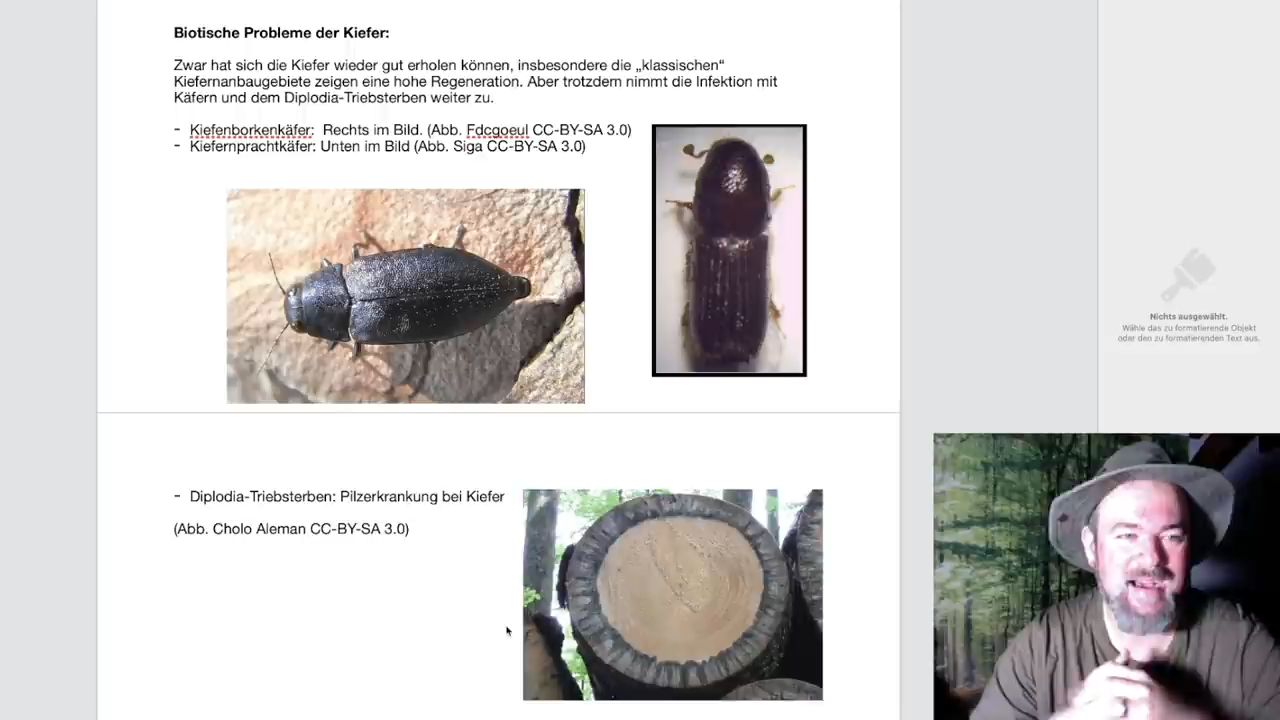 Biotische Probleme der Kiefer:
Zwar hat sich die Kiefer wieder gut erholen können, insbesondere die „klassischen“
Kiefernanbaugebiete zeigen eine hohe Regeneration. Aber trotzdem nimmt die Infektion mit
Käfern und dem Diplodia-Triebsterben weiter zu.
- Kiefenborkenkäfer: Rechts im Bild. (Abb. Fdcgoeul CC-BY-SA 3.0)
- Kiefernprachtkäfer: Unten im Bild (Abb. Siga CC-BY-SA 3.0)
Nichts ausgewählt.
Wähle das zu formatierende Objekt
oder den zu formatierenden Text aus.
- Diplodia-Triebsterben: Pilzerkrankung bei Kiefer
(Abb. Cholo Aleman CC-BY-SA 3.0)